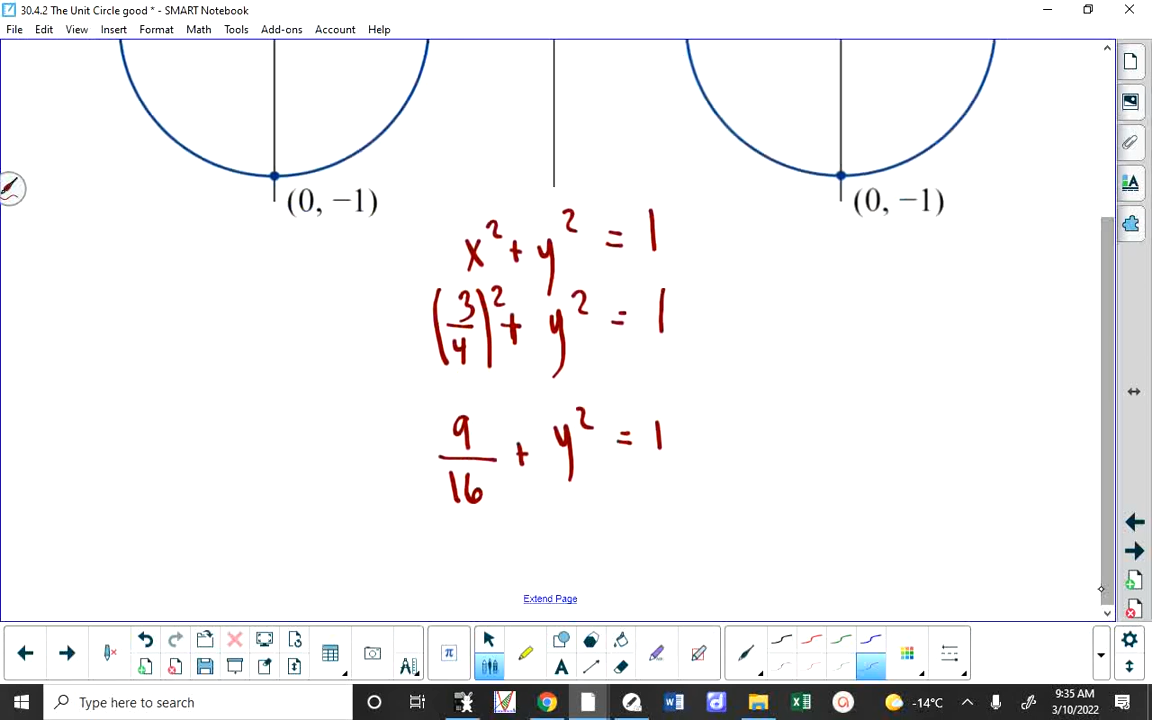 30.4.2 The Unit Circle good * - SMART Notebook
File Edit View Insert Format Math Tools Add-ons Account Help
(0, −1) (0, −1)
x² + y² = 1
(3/4)² + y² = 1
9/16 + y² = 1
Extend Page
π
A
Type here to search
-14°C
9:35 AM
3/10/2022